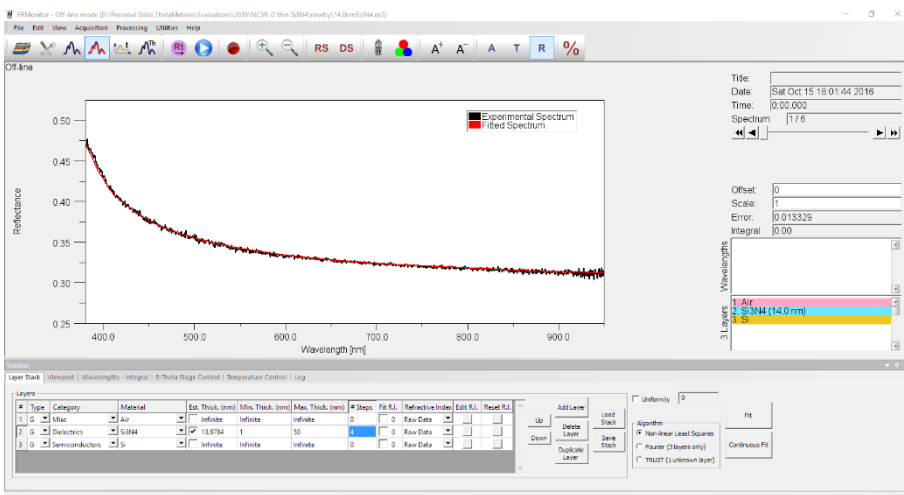 FRMonitor - Off-line mode (D:\Personal Data\ThetaMetrisis\Evaluations\2016\NCSR-D thin Si3N4\newtry\14.0nmSi3N4.es2)
File Edit View Acquisition Processing Utilities Help
Th Rt RS DS A+ A- A T R %
Off-line
Title:
Date: Sat Oct 15 18:01:44 2016
Time: 0:00.000
Spectrum: 1 / 6
Experimental Spectrum
Fitted Spectrum
0.50
0.45
0.40
0.35
0.30
0.25
Reflectance
400.0 500.0 600.0 700.0 800.0 900.0
Wavelength [nm]
Offset: 0
Scale: 1
Error: 0.013329
Integral 0.00
Wavelengths
3 Layers
1. Air
2. Si3N4 (14.0 nm)
3. Si
Toolbox
Layer Stack Viewport Wavelengths - Integral R-Theta Stage Control Temperature Control Log
Layers
# Type Category Material Est. Thick. (nm) Min. Thick. (nm) Max. Thick. (nm) # Steps Fit R.I. Refractive Index Edit R.I. Reset R.I.
1 G Misc Air Infinite Infinite Infinite 0 0 Raw Data
2 G Dielectrics Si3N4 13.9784 1 50 4 0 Raw Data
3 G Semiconductors Si Infinite Infinite Infinite 0 0 Raw Data
Up
Down
Add Layer
Delete Layer
Duplicate Layer
Load Stack
Save Stack
Uniformity 0
Algorithm
Non-linear Least Squares
Fourier (3 layers only)
TRUST (1 unknown layer)
Fit
Continuous Fit